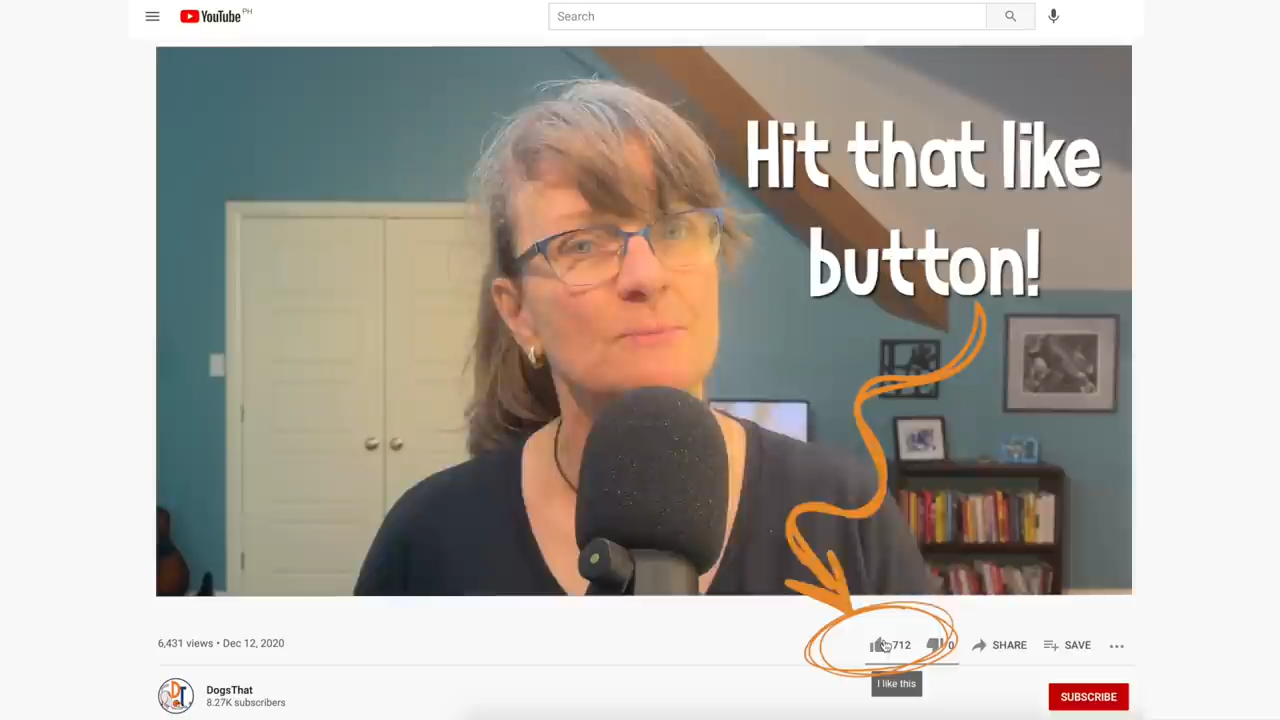 YouTube PH
Search
Hit that like
button!
6,431 views • Dec 12, 2020
712
0
SHARE
SAVE
I like this
DogsThat
8.27K subscribers
SUBSCRIBE